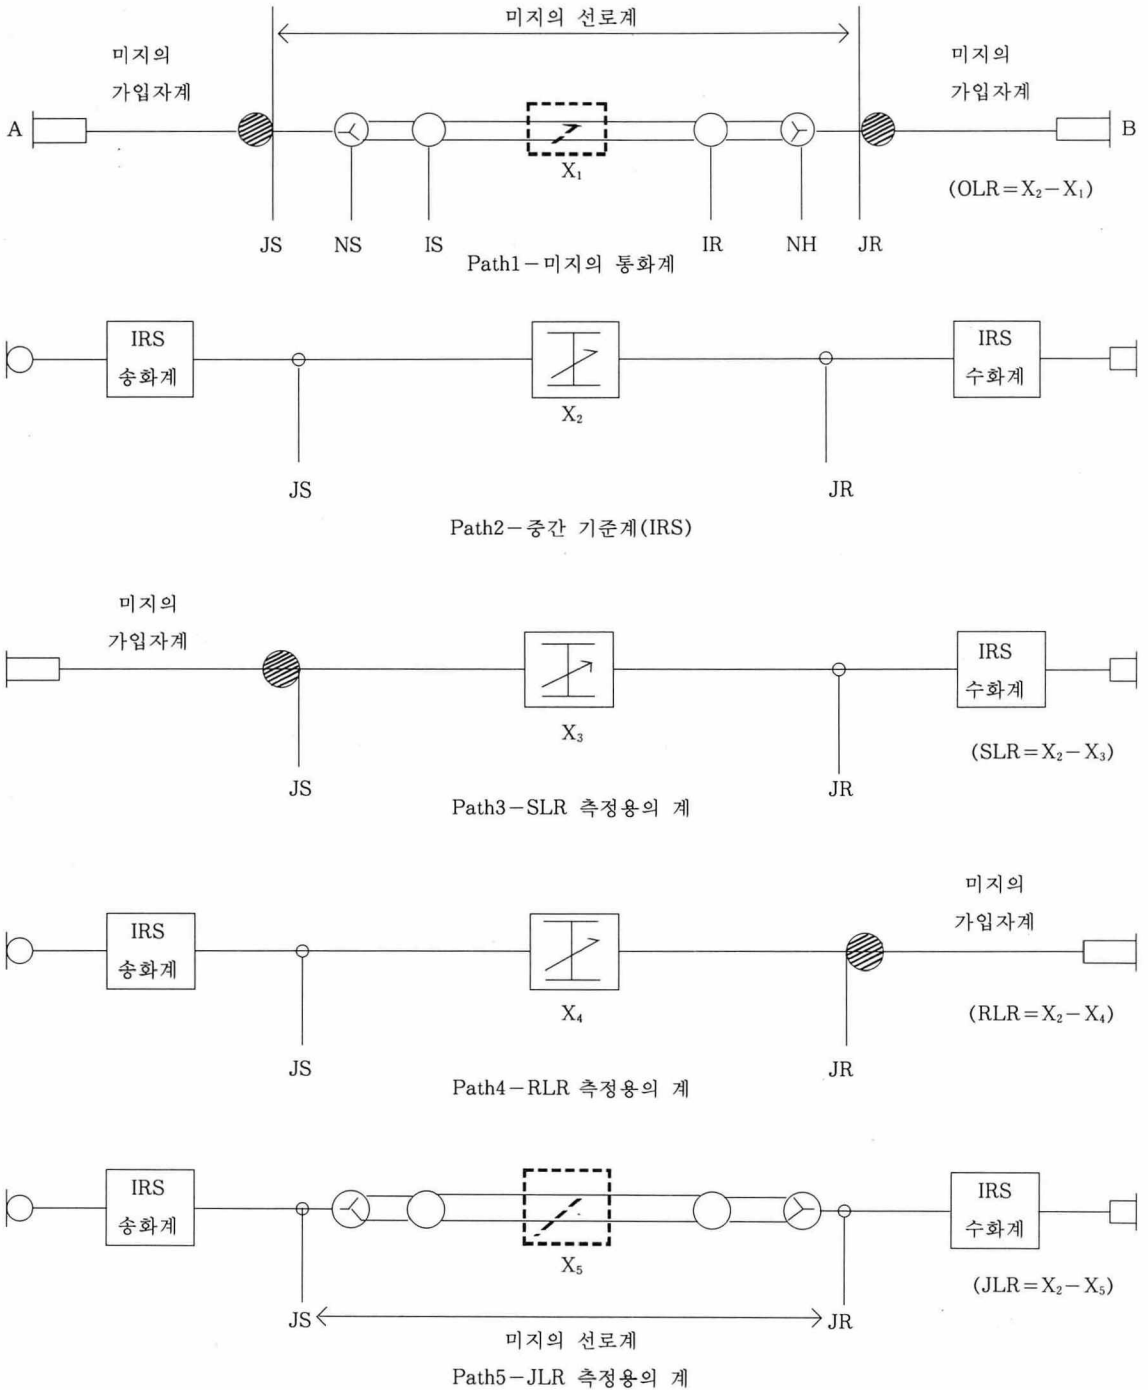 미지의 선로계
미지의
가입자계
미지의
가입자계
A
B
X₁
(OLR=X₂-X₁)
JS
NS
IS
IR
NH
JR
Path1-미지의 통화계
IRS
송화계
IRS
수화계
X₂
JS
JR
Path2-중간 기준계(IRS)
미지의
가입자계
IRS
수화계
X₃
(SLR=X₂-X₃)
JS
JR
Path3-SLR 측정용의 계
미지의
가입자계
IRS
송화계
X₄
(RLR=X₂-X₄)
JS
JR
Path4-RLR 측정용의 계
IRS
송화계
IRS
수화계
X₅
(JLR=X₂-X₅)
JS
JR
미지의 선로계
Path5-JLR 측정용의 계